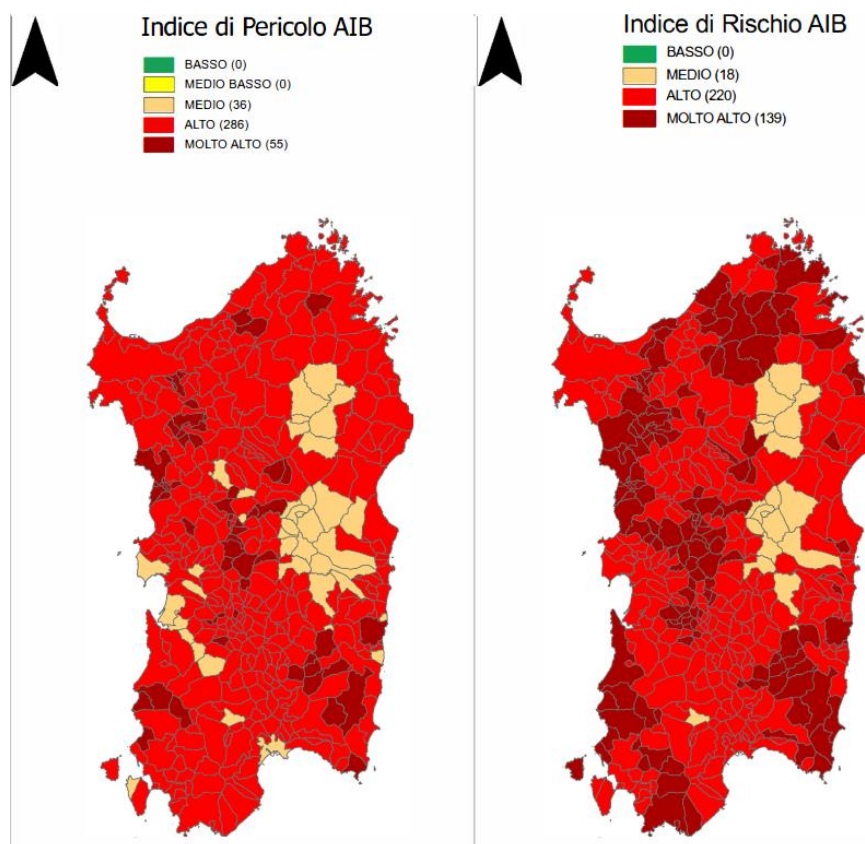 Indice di Pericolo AIB
BASSO (0)
MEDIO BASSO (0)
MEDIO (36)
ALTO (286)
MOLTO ALTO (55)
Indice di Rischio AIB
BASSO (0)
MEDIO (18)
ALTO (220)
MOLTO ALTO (139)